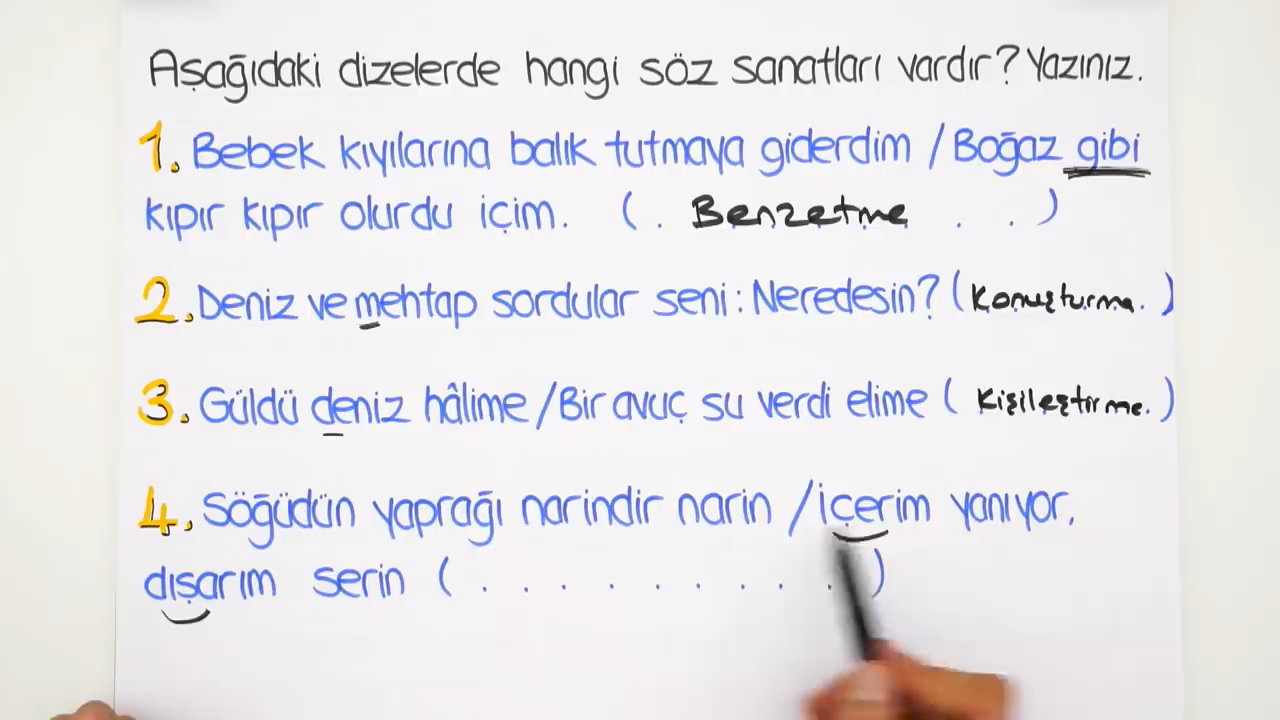 Aşağıdaki dizelerde hangi söz sanatları vardır? Yazınız.
1. Bebek kıyılarına balık tutmaya giderdim / Boğaz gibi
kıpır kıpır olurdu içim. (. Benzetme . .)
2. Deniz ve mehtap sordular seni : Neredesin? (Konuşturma.)
3. Güldü deniz hâlime / Bir avuç su verdi elime (Kişileştirme.)
4. Söğüdün yaprağı narindir narin / İçerim yanıyor,
dışarım serin (. . . . . . . . .)